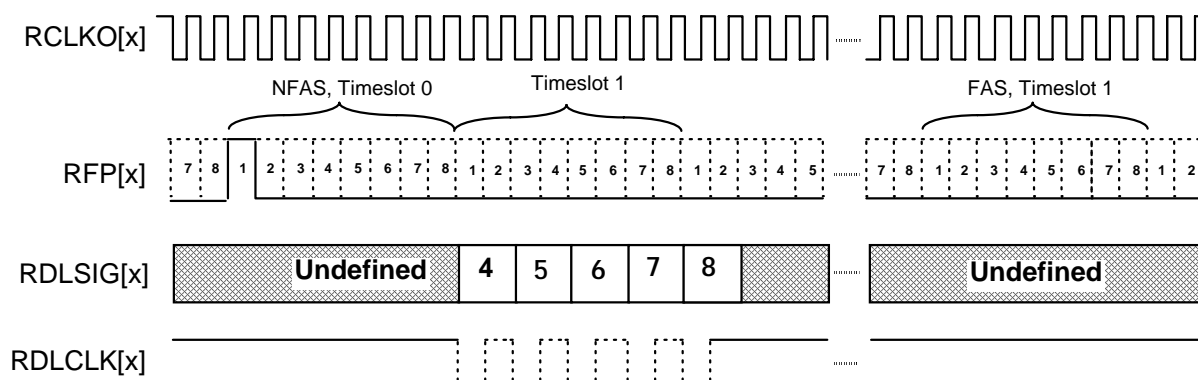 RCLKO[x]
NFAS, Timeslot 0
Timeslot 1
FAS, Timeslot 1
RFP[x]
7 8 1 2 3 4 5 6 7 8 1 2 3 4 5 6 7 8 1 2 3 4 5
7 8 1 2 3 4 5 6 7 8 1 2
RDLSIG[x]
Undefined 4 5 6 7 8
Undefined
RDLCLK[x]